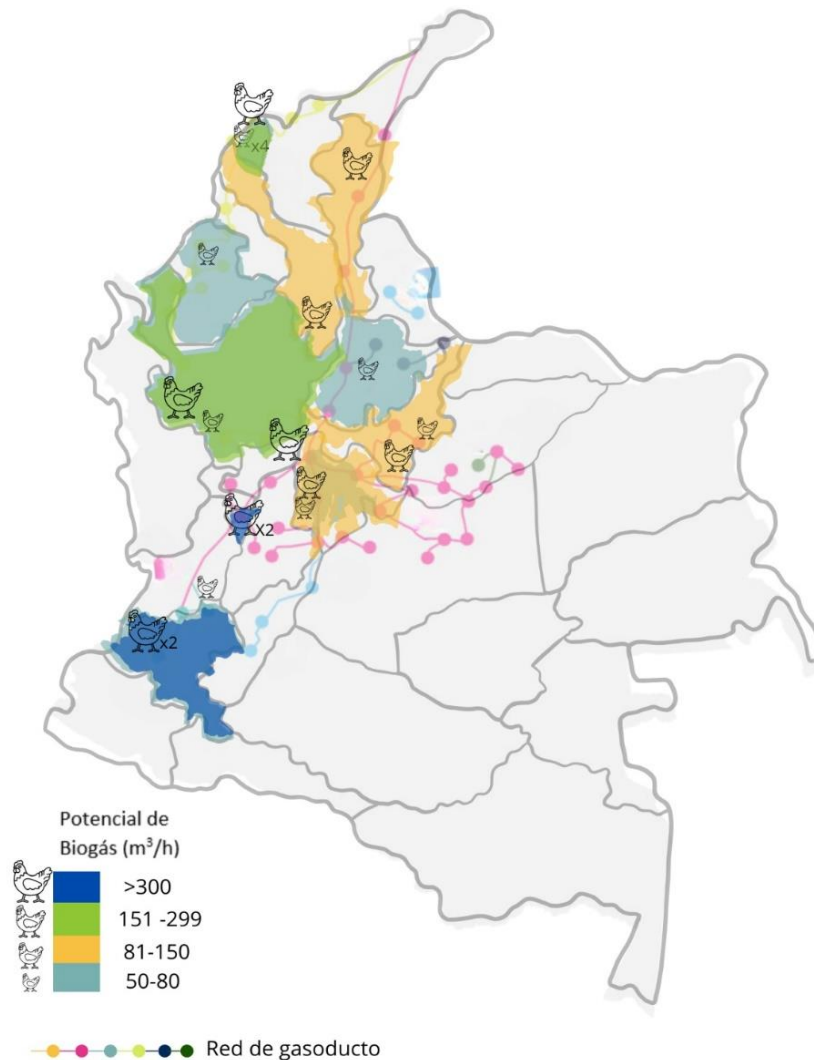 x4
X2
x2
Potencial de
Biogás (m³/h)
>300
151 -299
81-150
50-80
Red de gasoducto